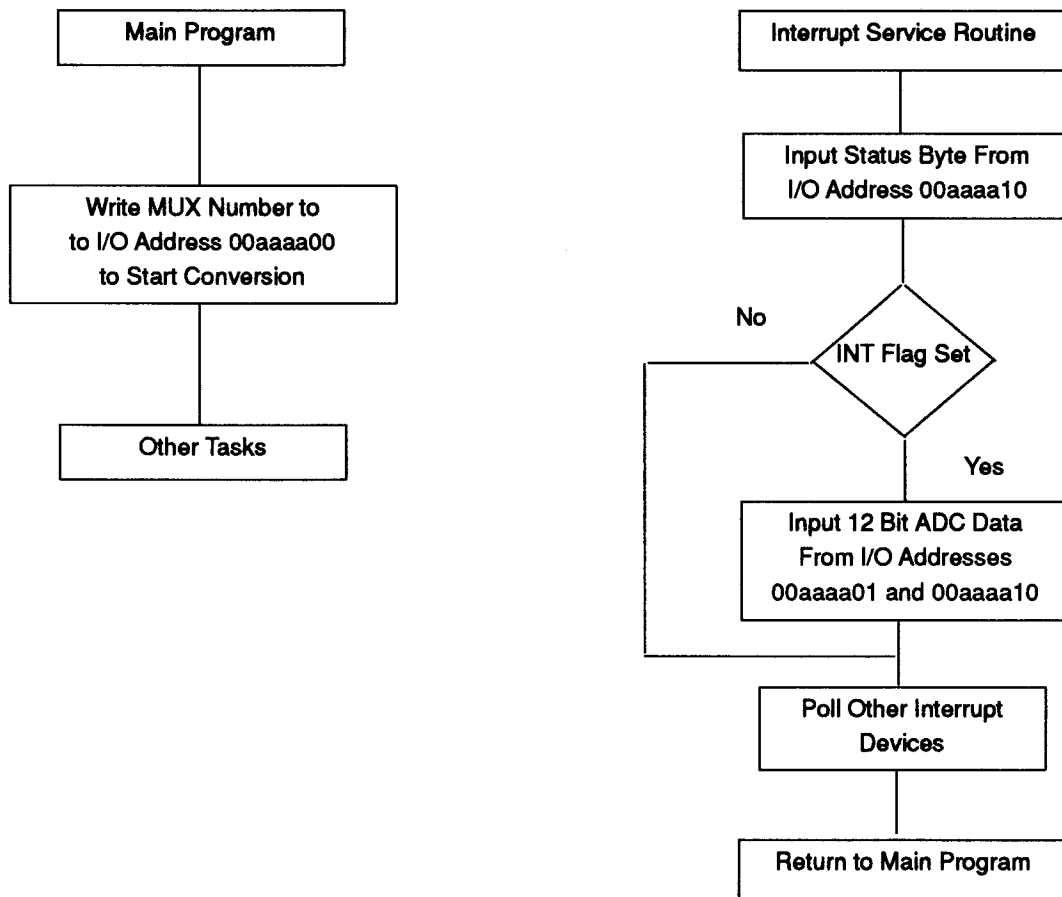 Main Program
Write MUX Number to
to I/O Address 00aaaa00
to Start Conversion
Other Tasks
Interrupt Service Routine
Input Status Byte From
I/O Address 00aaaa10
No
INT Flag Set
Yes
Input 12 Bit ADC Data
From I/O Addresses
00aaaa01 and 00aaaa10
Poll Other Interrupt
Devices
Return to Main Program